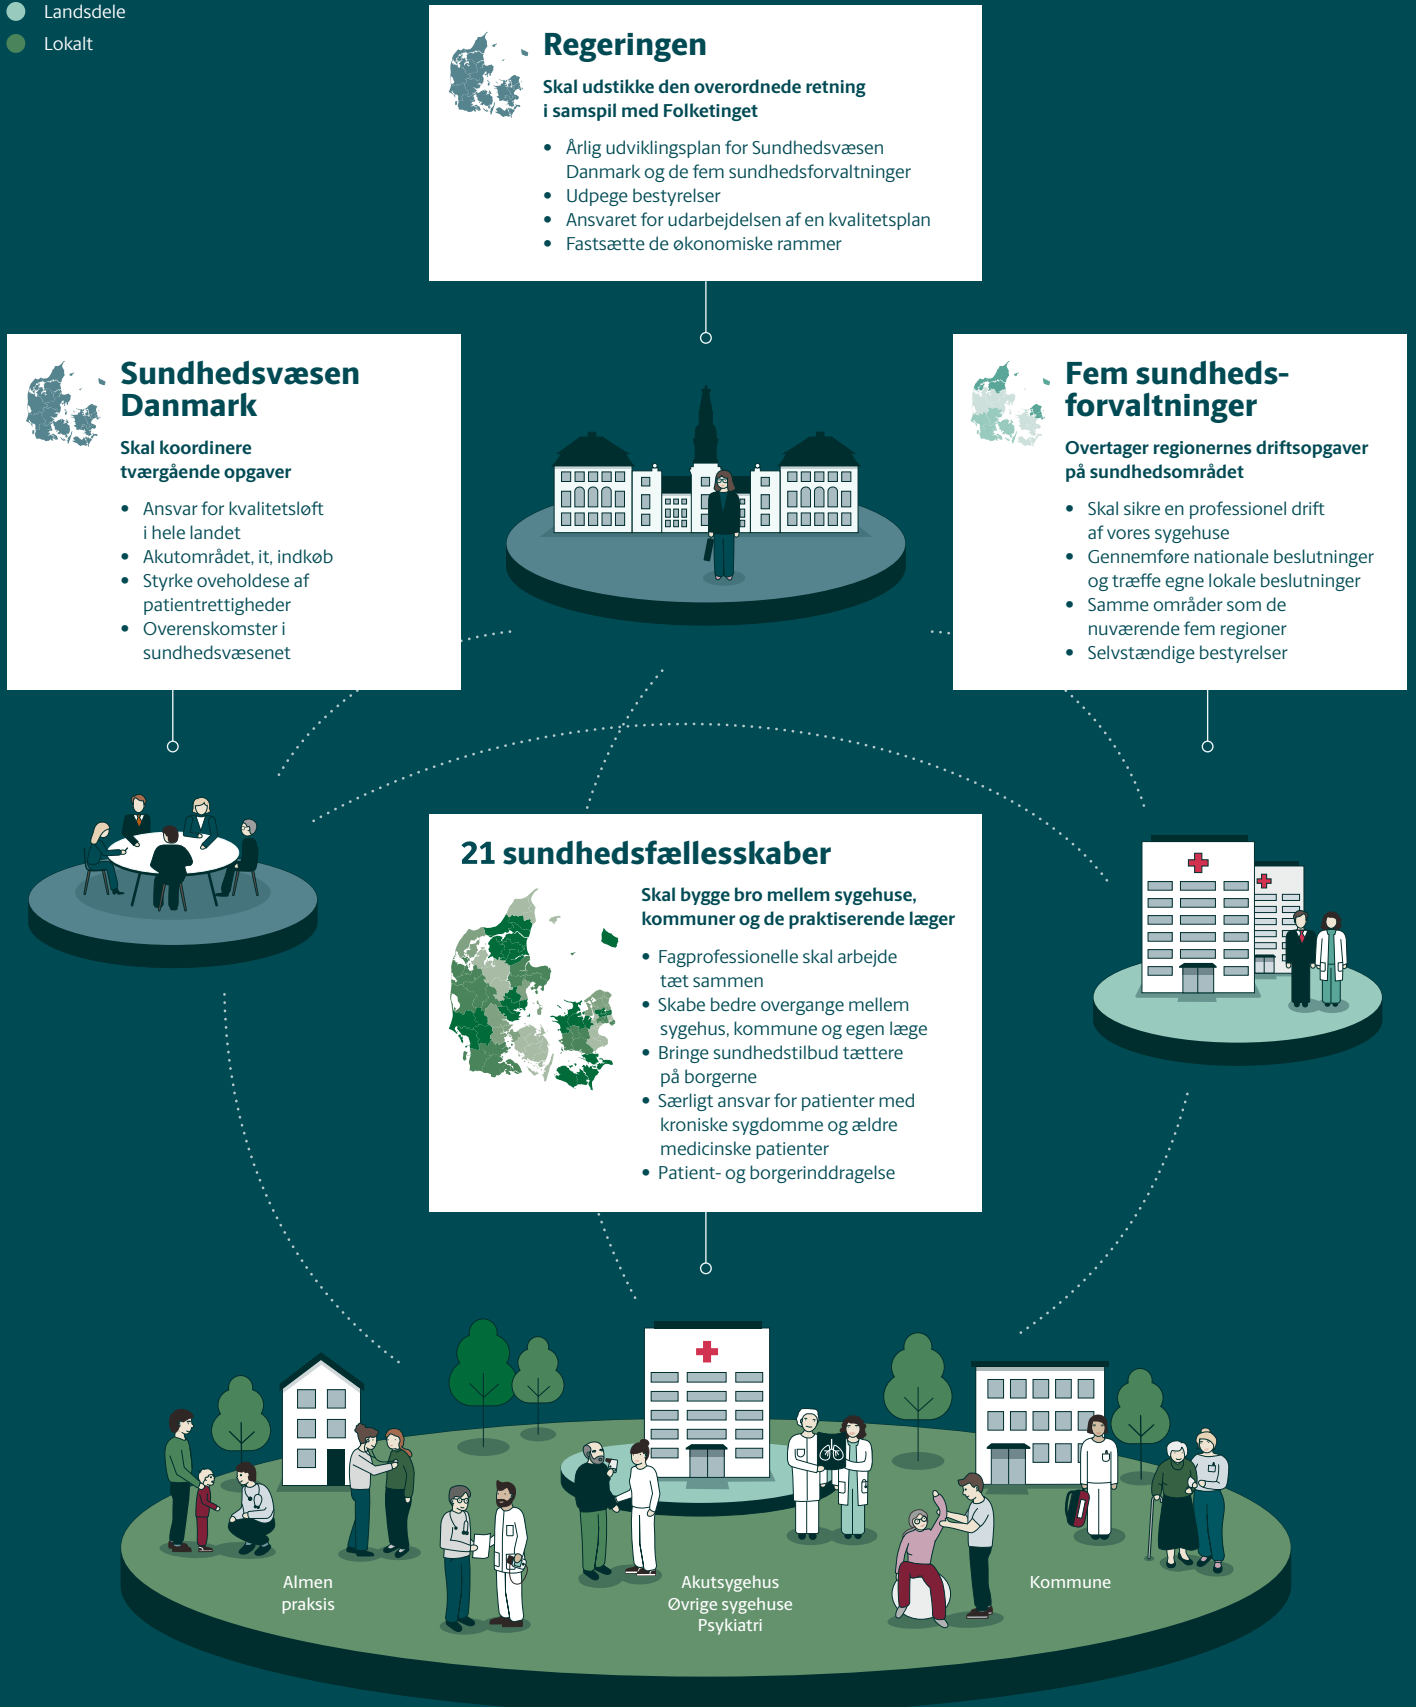 Landsdele
Lokalt
Regeringen
Skal udstikke den overordnede retning
i samspil med Folketinget
• Årlig udviklingsplan for Sundhedsvæsen
Danmark og de fem sundhedsforvaltninger
• Udpege bestyrelser
• Ansvaret for udarbejdelsen af en kvalitetsplan
• Fastsætte de økonomiske rammer
Sundhedsvæsen
Danmark
Skal koordinere
tværgående opgaver
• Ansvar for kvalitetsløft
i hele landet
• Akutområdet, it, indkøb
• Styrke oveholdese af
patientrettigheder
• Overenskomster i
sundhedsvæsenet
Fem sundheds-
forvaltninger
Overtager regionernes driftsopgaver
på sundhedsområdet
• Skal sikre en professionel drift
af vores sygehuse
• Gennemføre nationale beslutninger
og træffe egne lokale beslutninger
• Samme områder som de
nuværende fem regioner
• Selvstændige bestyrelser
21 sundhedsfællesskaber
Skal bygge bro mellem sygehuse,
kommuner og de praktiserende læger
• Fagprofessionelle skal arbejde
tæt sammen
• Skabe bedre overgange mellem
sygehus, kommune og egen læge
• Bringe sundhedstilbud tættere
på borgerne
• Særligt ansvar for patienter med
kroniske sygdomme og ældre
medicinske patienter
• Patient- og borgerinddragelse
Almen
praksis
Akutsygehus
Øvrige sygehuse
Psykiatri
Kommune